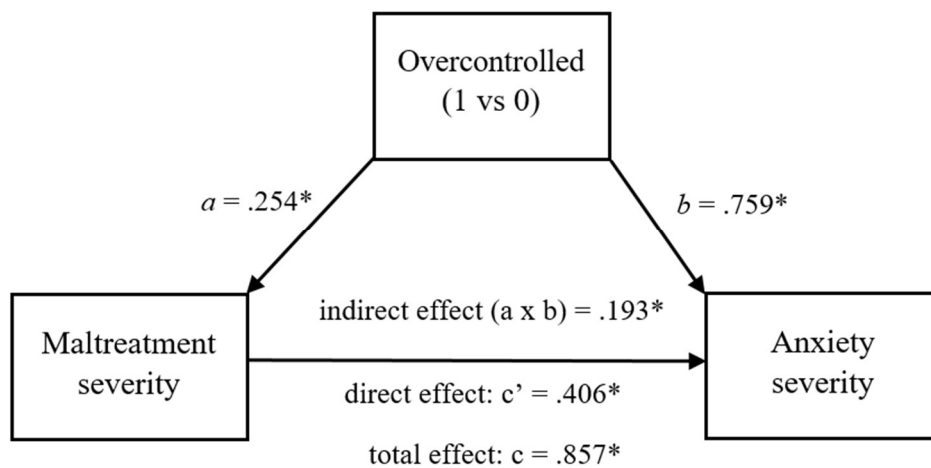 Overcontrolled
(1 vs 0)
a = .254*
b = .759*
indirect effect (a x b) = .193*
Maltreatment
severity
Anxiety
severity
direct effect: c’ = .406*
total effect: c = .857*